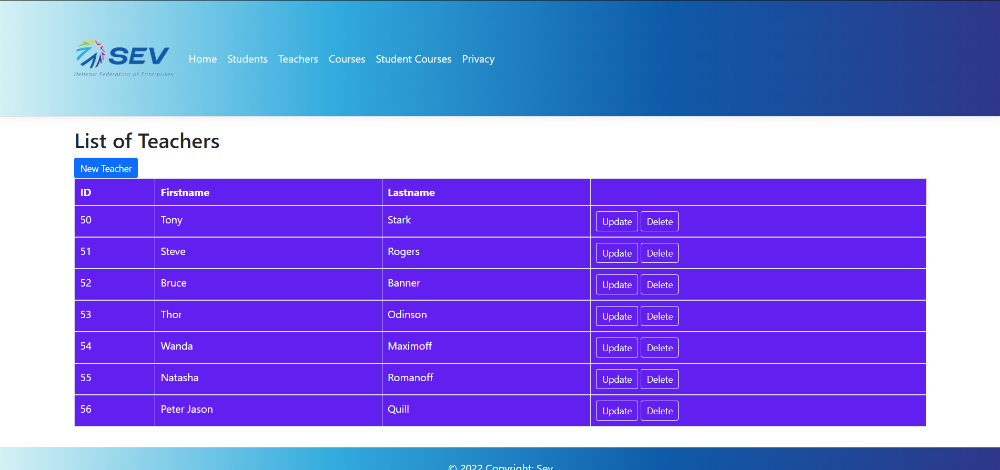 SEV
Hellenic Federation of Enterprises
Home Students Teachers Courses Student Courses Privacy
List of Teachers
New Teacher
ID Firstname Lastname
50 Tony Stark Update Delete
51 Steve Rogers Update Delete
52 Bruce Banner Update Delete
53 Thor Odinson Update Delete
54 Wanda Maximoff Update Delete
55 Natasha Romanoff Update Delete
56 Peter Jason Quill Update Delete
© 2022 Copyright: Sev